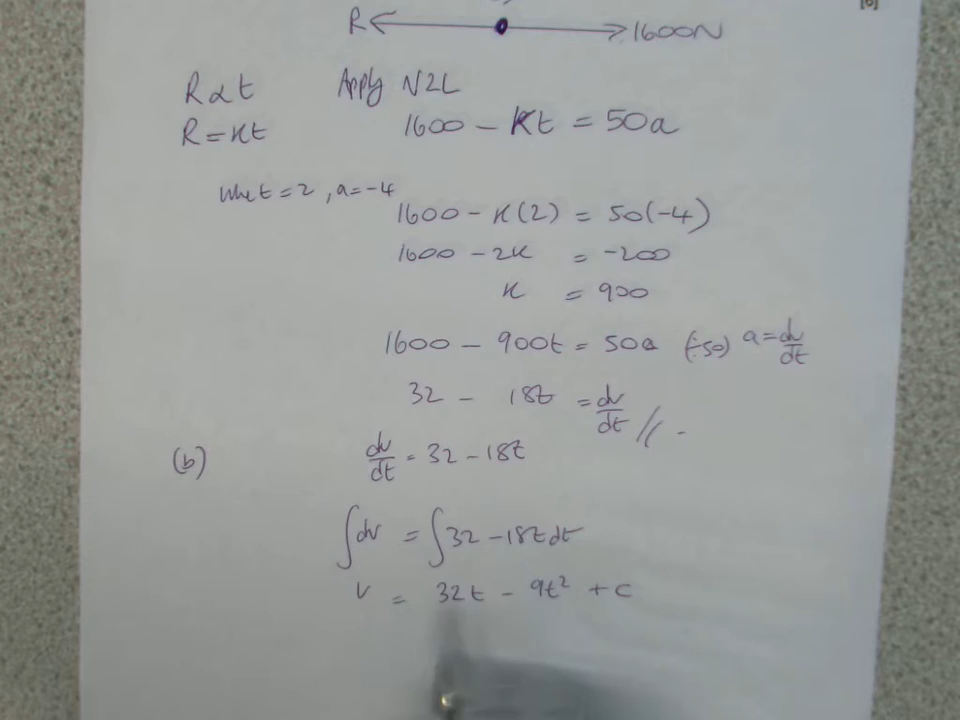 [6]
R 1600N
R α t Apply N2L
R = kt 1600 - kt = 50a
When t = 2 , a = -4
1600 - k(2) = 50(-4)
1600 - 2k = -200
k = 900
1600 - 900t = 50a (÷50) a = dv/dt
32 - 18t = dv/dt //
(b) dv/dt = 32 - 18t
∫dv = ∫32 - 18t dt
v = 32t - 9t² + c